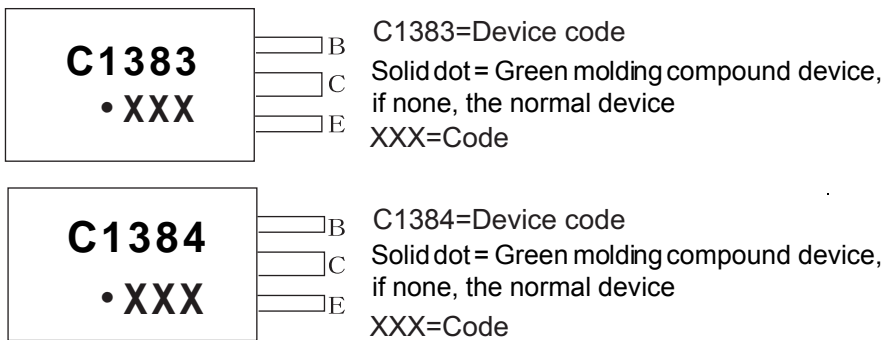 C1383
•XXX
B
C
E
C1383=Device code
Solid dot = Green molding compound device,
if none, the normal device
XXX=Code
C1384
•XXX
B
C
E
C1384=Device code
Solid dot = Green molding compound device,
if none, the normal device
XXX=Code